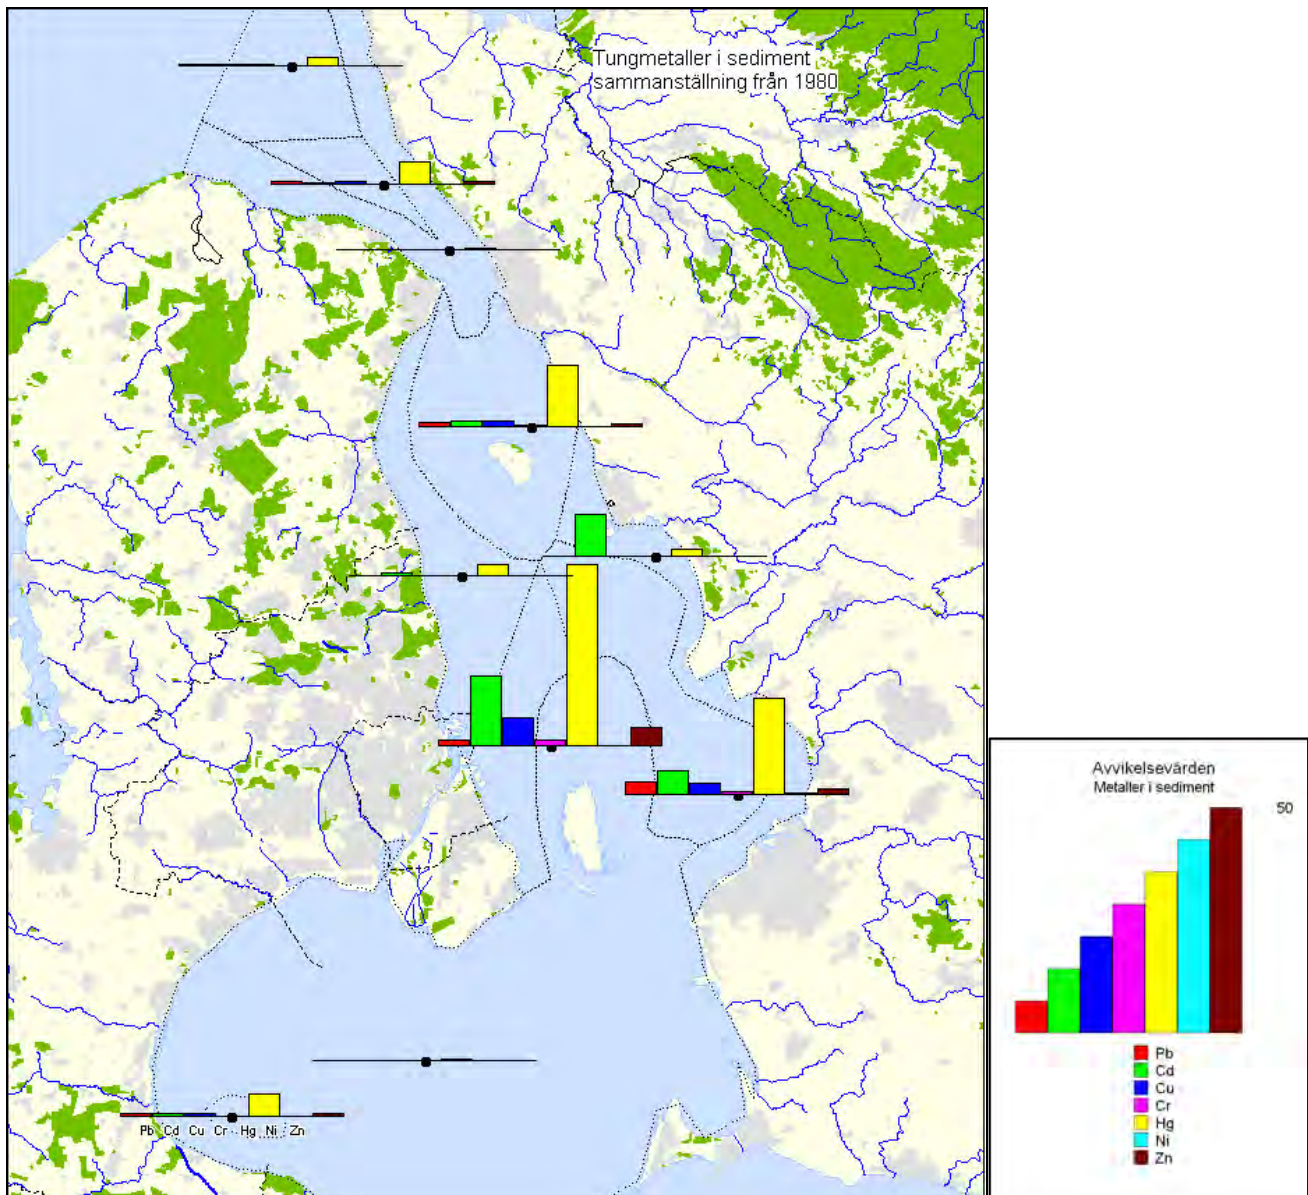 Tungmetaller i sediment
sammanställning från 1980
Pb Cd Cu Cr Hg Ni Zn
Avvikelsevärden
Metaller i sediment
50
Pb
Cd
Cu
Cr
Hg
Ni
Zn